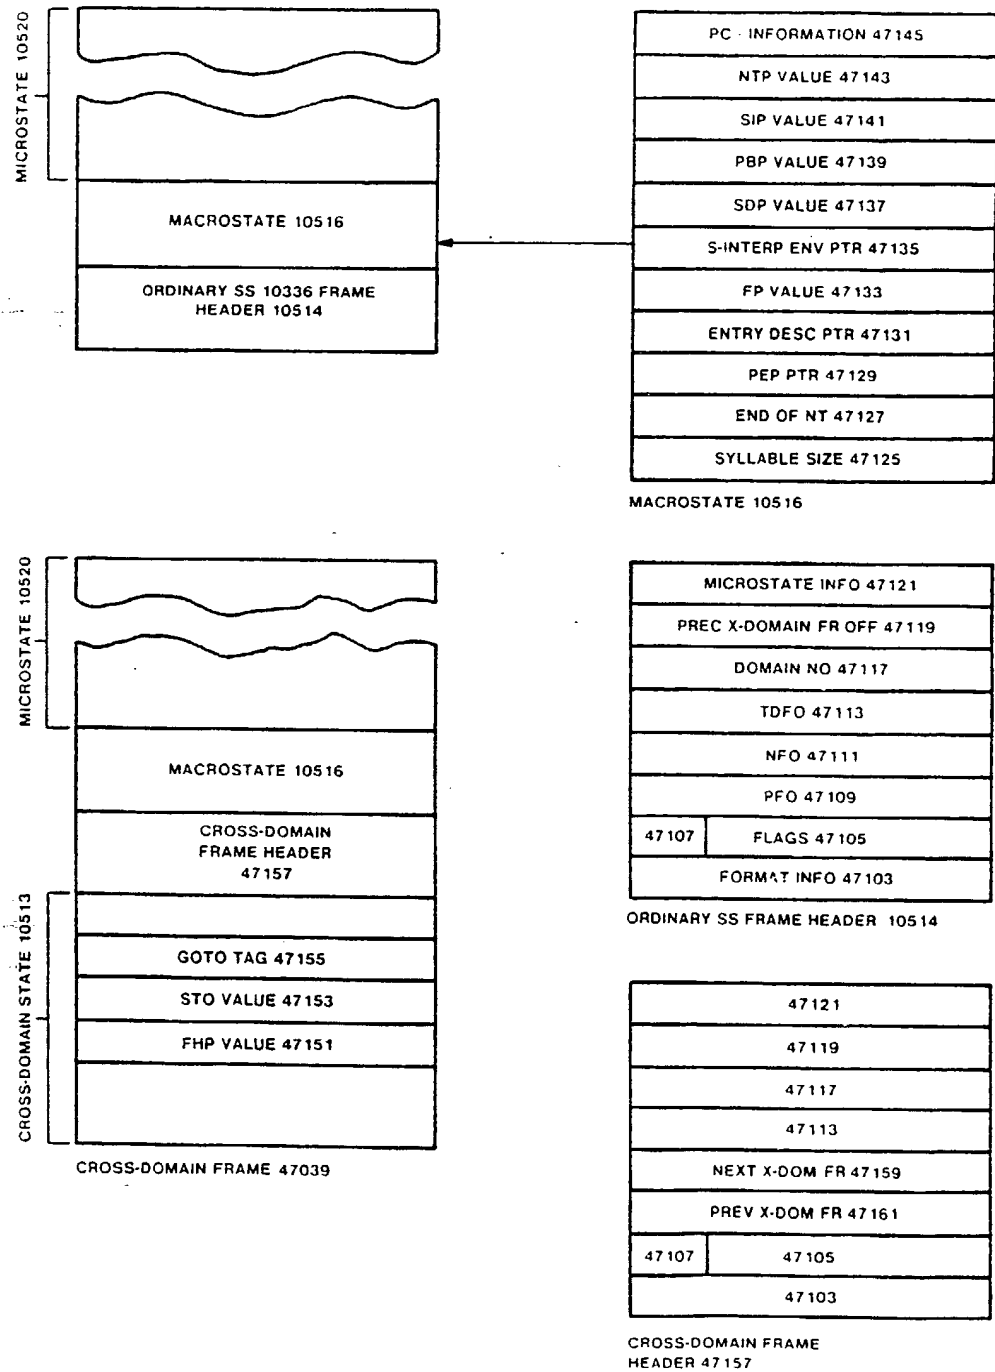 MICROSTATE 10520
MACROSTATE 10516
ORDINARY SS 10336 FRAME
HEADER 10514
PC - INFORMATION 47145
NTP VALUE 47143
SIP VALUE 47141
PBP VALUE 47139
SDP VALUE 47137
S-INTERP ENV PTR 47135
FP VALUE 47133
ENTRY DESC PTR 47131
PEP PTR 47129
END OF NT 47127
SYLLABLE SIZE 47125
MACROSTATE 10516
MICROSTATE 10520
MACROSTATE 10516
CROSS-DOMAIN
FRAME HEADER
47157
CROSS-DOMAIN STATE 10513
GOTO TAG 47155
STO VALUE 47153
FHP VALUE 47151
CROSS-DOMAIN FRAME 47039
MICROSTATE INFO 47121
PREC X-DOMAIN FR OFF 47119
DOMAIN NO 47117
TDFO 47113
NFO 47111
PFO 47109
47107 FLAGS 47105
FORMAT INFO 47103
ORDINARY SS FRAME HEADER 10514
47121
47119
47117
47113
NEXT X-DOM FR 47159
PREV X-DOM FR 47161
47107 47105
47103
CROSS-DOMAIN FRAME
HEADER 47157